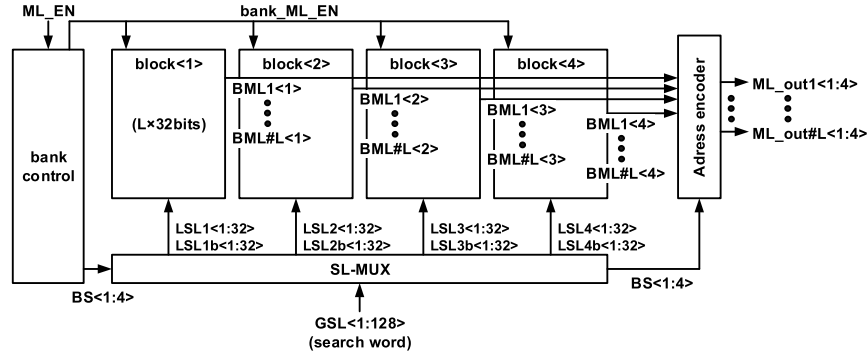 ML_EN
bank_ML_EN
bank
control
block<1>
(L×32bits)
block<2>
block<3>
block<4>
BML1<1>
BML#L<1>
BML1<2>
BML#L<2>
BML1<3>
BML#L<3>
BML1<4>
BML#L<4>
Adress encoder
ML_out1<1:4>
ML_out#L<1:4>
LSL1<1:32>
LSL1b<1:32>
LSL2<1:32>
LSL2b<1:32>
LSL3<1:32>
LSL3b<1:32>
LSL4<1:32>
LSL4b<1:32>
SL-MUX
BS<1:4>
BS<1:4>
GSL<1:128>
(search word)